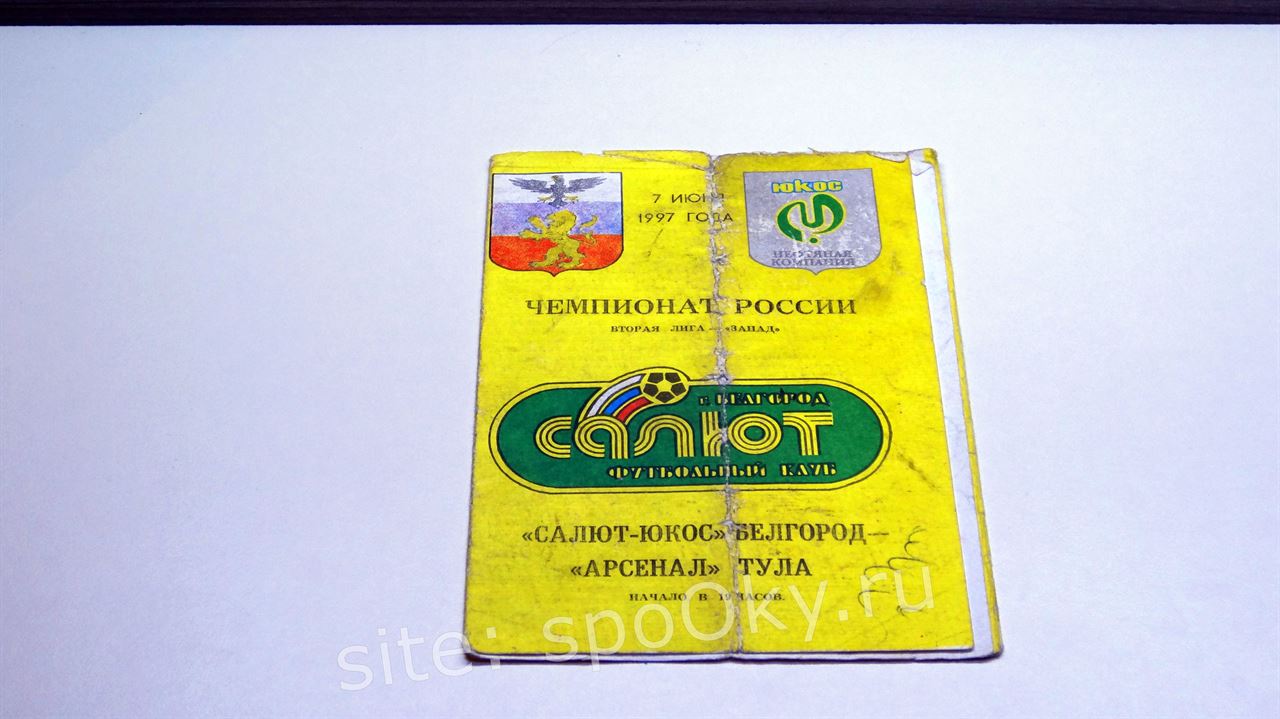 7 ИЮНЯ
1997 ГОДА
ЮКОС
НЕФТЯНАЯ
КОМПАНИЯ
ЧЕМПИОНАТ РОССИИ
ВТОРАЯ ЛИГА — «ЗАПАД»
г. БЕЛГОРОД
САЛЮТ
ФУТБОЛЬНЫЙ КЛУБ
«САЛЮТ-ЮКОС» БЕЛГОРОД—
«АРСЕНАЛ» ТУЛА
НАЧАЛО В 19 ЧАСОВ.
site: spoOky.ru